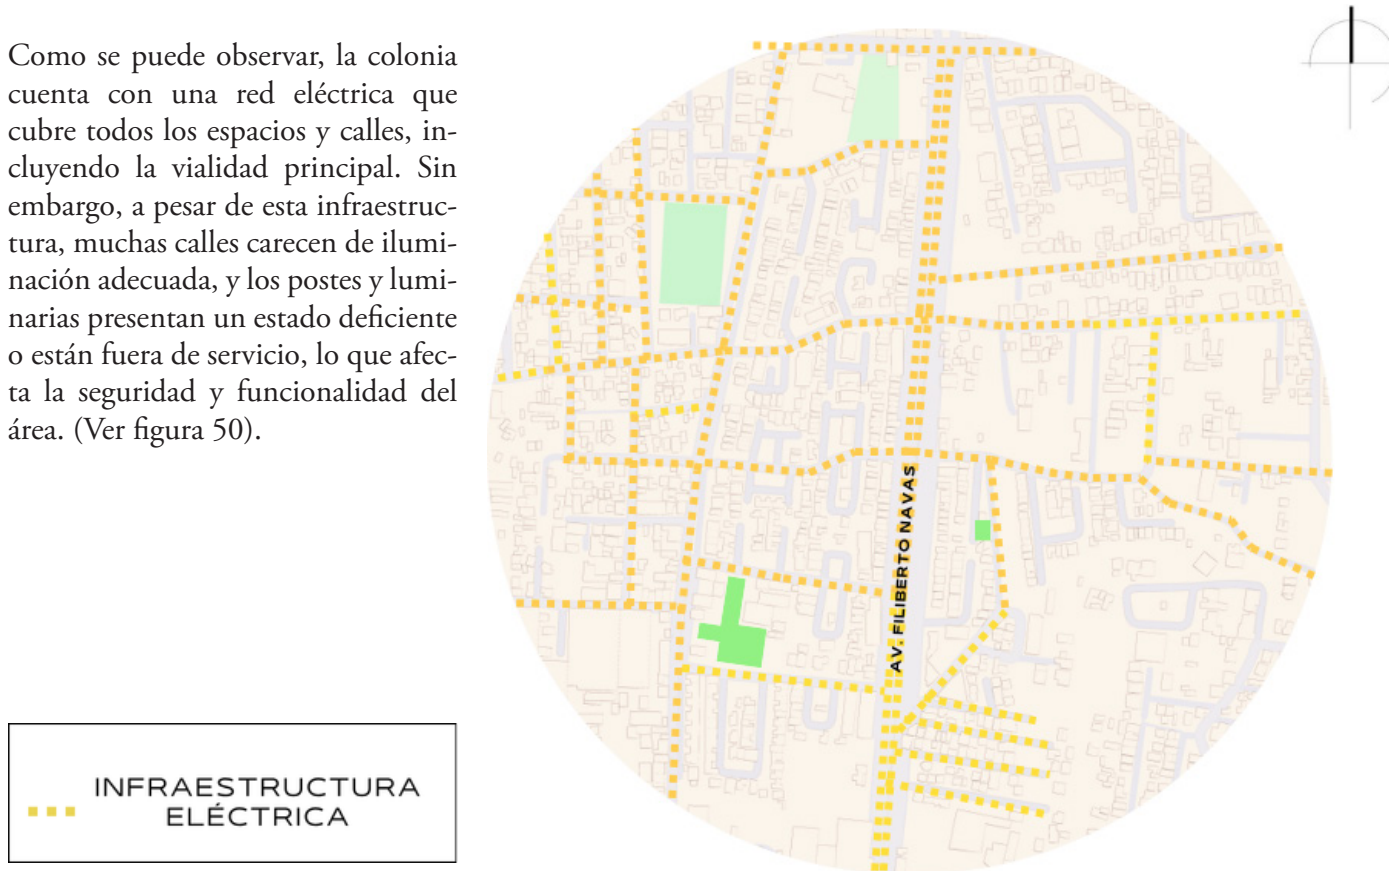 Como se puede observar, la colonia
cuenta con una red eléctrica que
cubre todos los espacios y calles, in-
cluyendo la vialidad principal. Sin
embargo, a pesar de esta infraestruc-
tura, muchas calles carecen de ilumi-
nación adecuada, y los postes y lumi-
narias presentan un estado deficiente
o están fuera de servicio, lo que afec-
ta la seguridad y funcionalidad del
área. (Ver figura 50).
AV. FILIBERTO NAVAS
INFRAESTRUCTURA
ELÉCTRICA